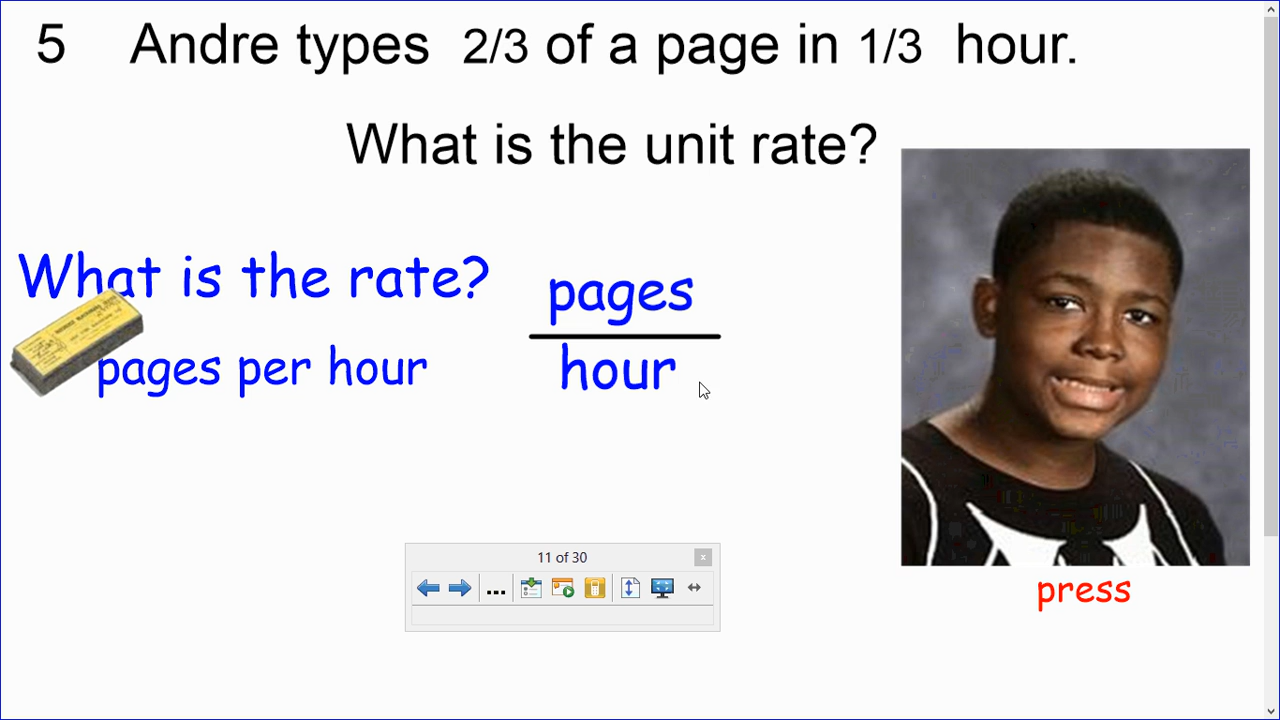 5 Andre types 2/3 of a page in 1/3 hour.
What is the unit rate?
What is the rate?
pages per hour
pages
hour
press
11 of 30
x
...